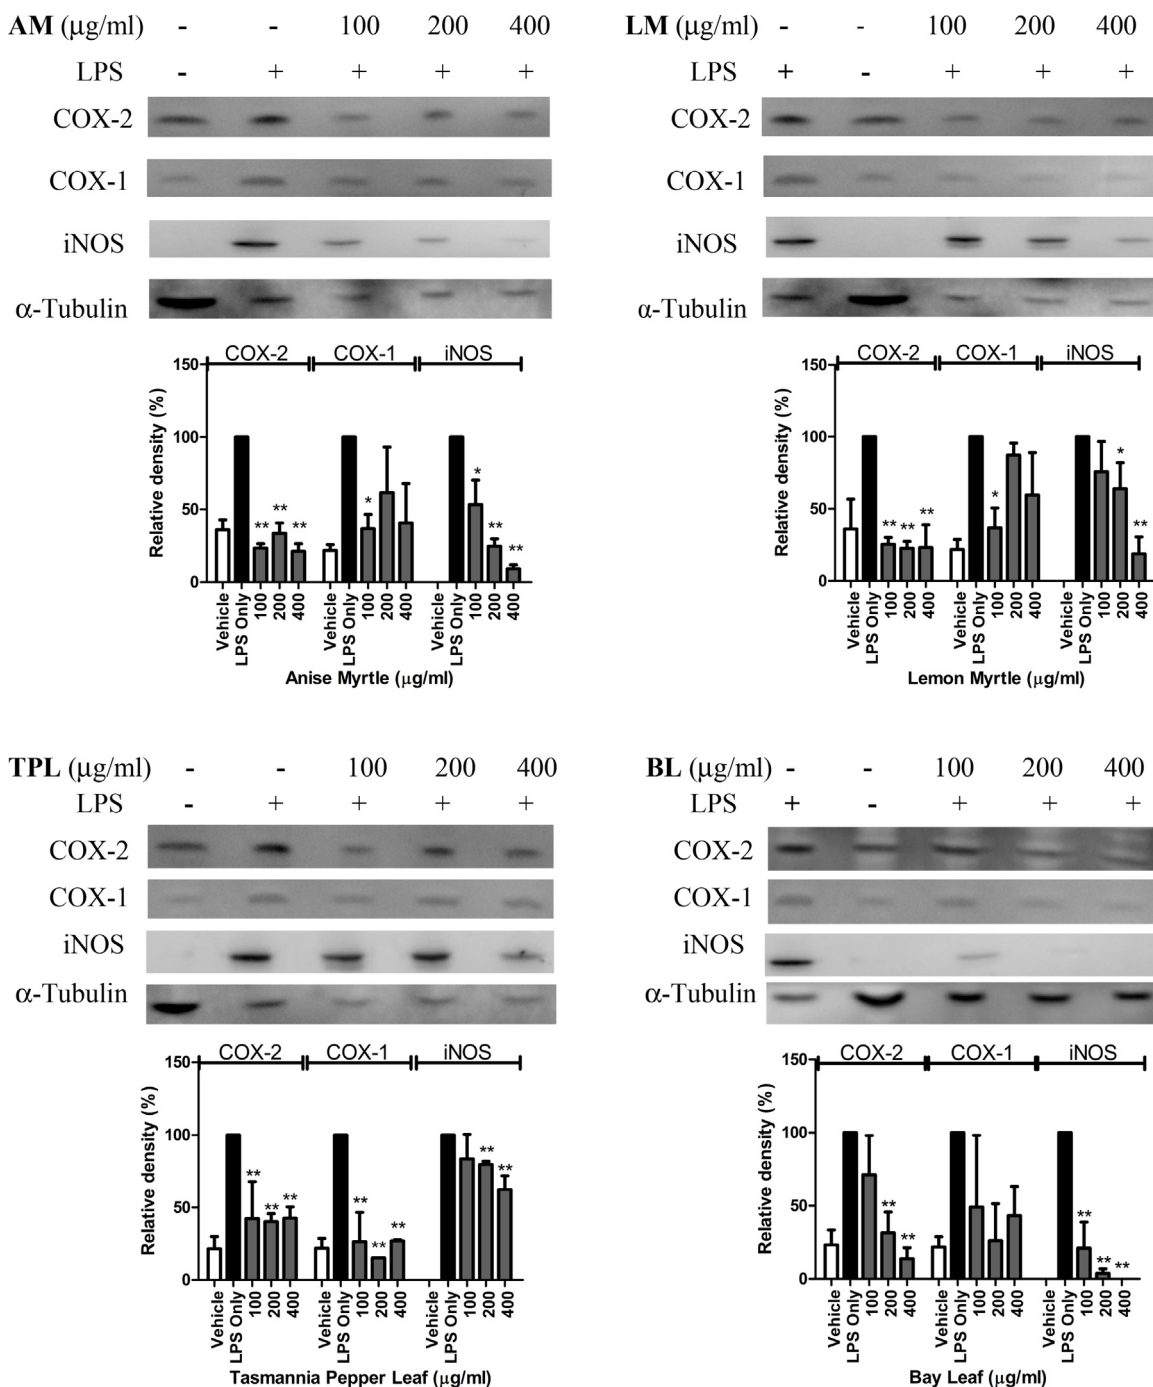 AM (μg/ml) - - 100 200 400
LPS - + + + +
COX-2
COX-1
iNOS
α-Tubulin
COX-2 COX-1 iNOS
150
100
50
0
Relative density (%)
* ** ** ** * ** **
Vehicle LPS Only 100 200 400 Vehicle LPS Only 100 200 400 Vehicle LPS Only 100 200 400
Anise Myrtle (μg/ml)
LM (μg/ml) - - 100 200 400
LPS + - + + +
COX-2
COX-1
iNOS
α-Tubulin
COX-2 COX-1 iNOS
150
100
50
0
Relative density (%)
** ** ** * * **
Vehicle LPS Only 100 200 400 Vehicle LPS Only 100 200 400 Vehicle LPS Only 100 200 400
Lemon Myrtle (μg/ml)
TPL (μg/ml) - - 100 200 400
LPS - + + + +
COX-2
COX-1
iNOS
α-Tubulin
COX-2 COX-1 iNOS
150
100
50
0
Relative density (%)
** ** ** ** ** ** ** **
Vehicle LPS Only 100 200 400 Vehicle LPS Only 100 200 400 Vehicle LPS Only 100 200 400
Tasmannia Pepper Leaf (μg/ml)
BL (μg/ml) - - 100 200 400
LPS + - + + +
COX-2
COX-1
iNOS
α-Tubulin
COX-2 COX-1 iNOS
150
100
50
0
Relative density (%)
** ** ** ** **
Vehicle LPS Only 100 200 400 Vehicle LPS Only 100 200 400 Vehicle LPS Only 100 200 400
Bay Leaf (μg/ml)